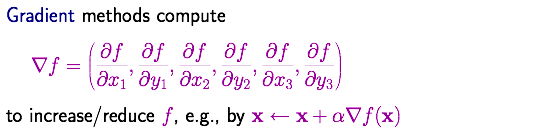 Gradient methods compute
∇f = (∂f/∂x₁, ∂f/∂y₁, ∂f/∂x₂, ∂f/∂y₂, ∂f/∂x₃, ∂f/∂y₃)
to increase/reduce f, e.g., by x ← x + α∇f(x)